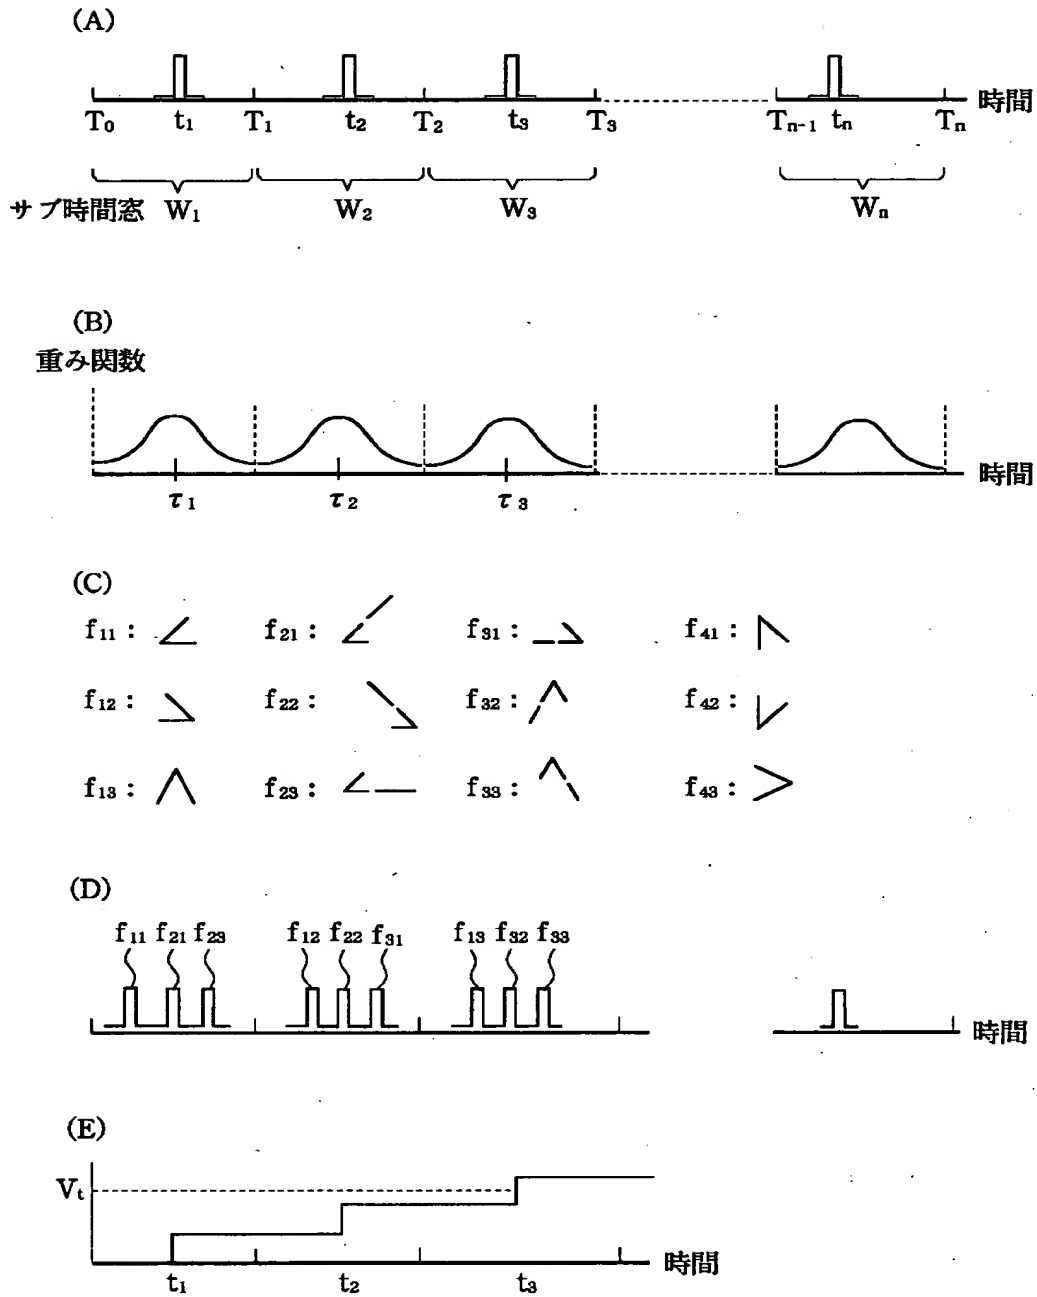 (A)
時間
T₀ t₁ T₁ t₂ T₂ t₃ T₃ Tₙ₋₁ tₙ Tₙ
サブ時間窓 W₁ W₂ W₃ Wₙ
(B)
重み関数
時間
τ₁ τ₂ τ₃
(C)
f₁₁: f₂₁: f₃₁: f₄₁:
f₁₂: f₂₂: f₃₂: f₄₂:
f₁₃: f₂₃: f₃₃: f₄₃:
(D)
f₁₁ f₂₁ f₂₃ f₁₂ f₂₂ f₃₁ f₁₃ f₃₂ f₃₃
時間
(E)
Vₜ
時間
t₁ t₂ t₃